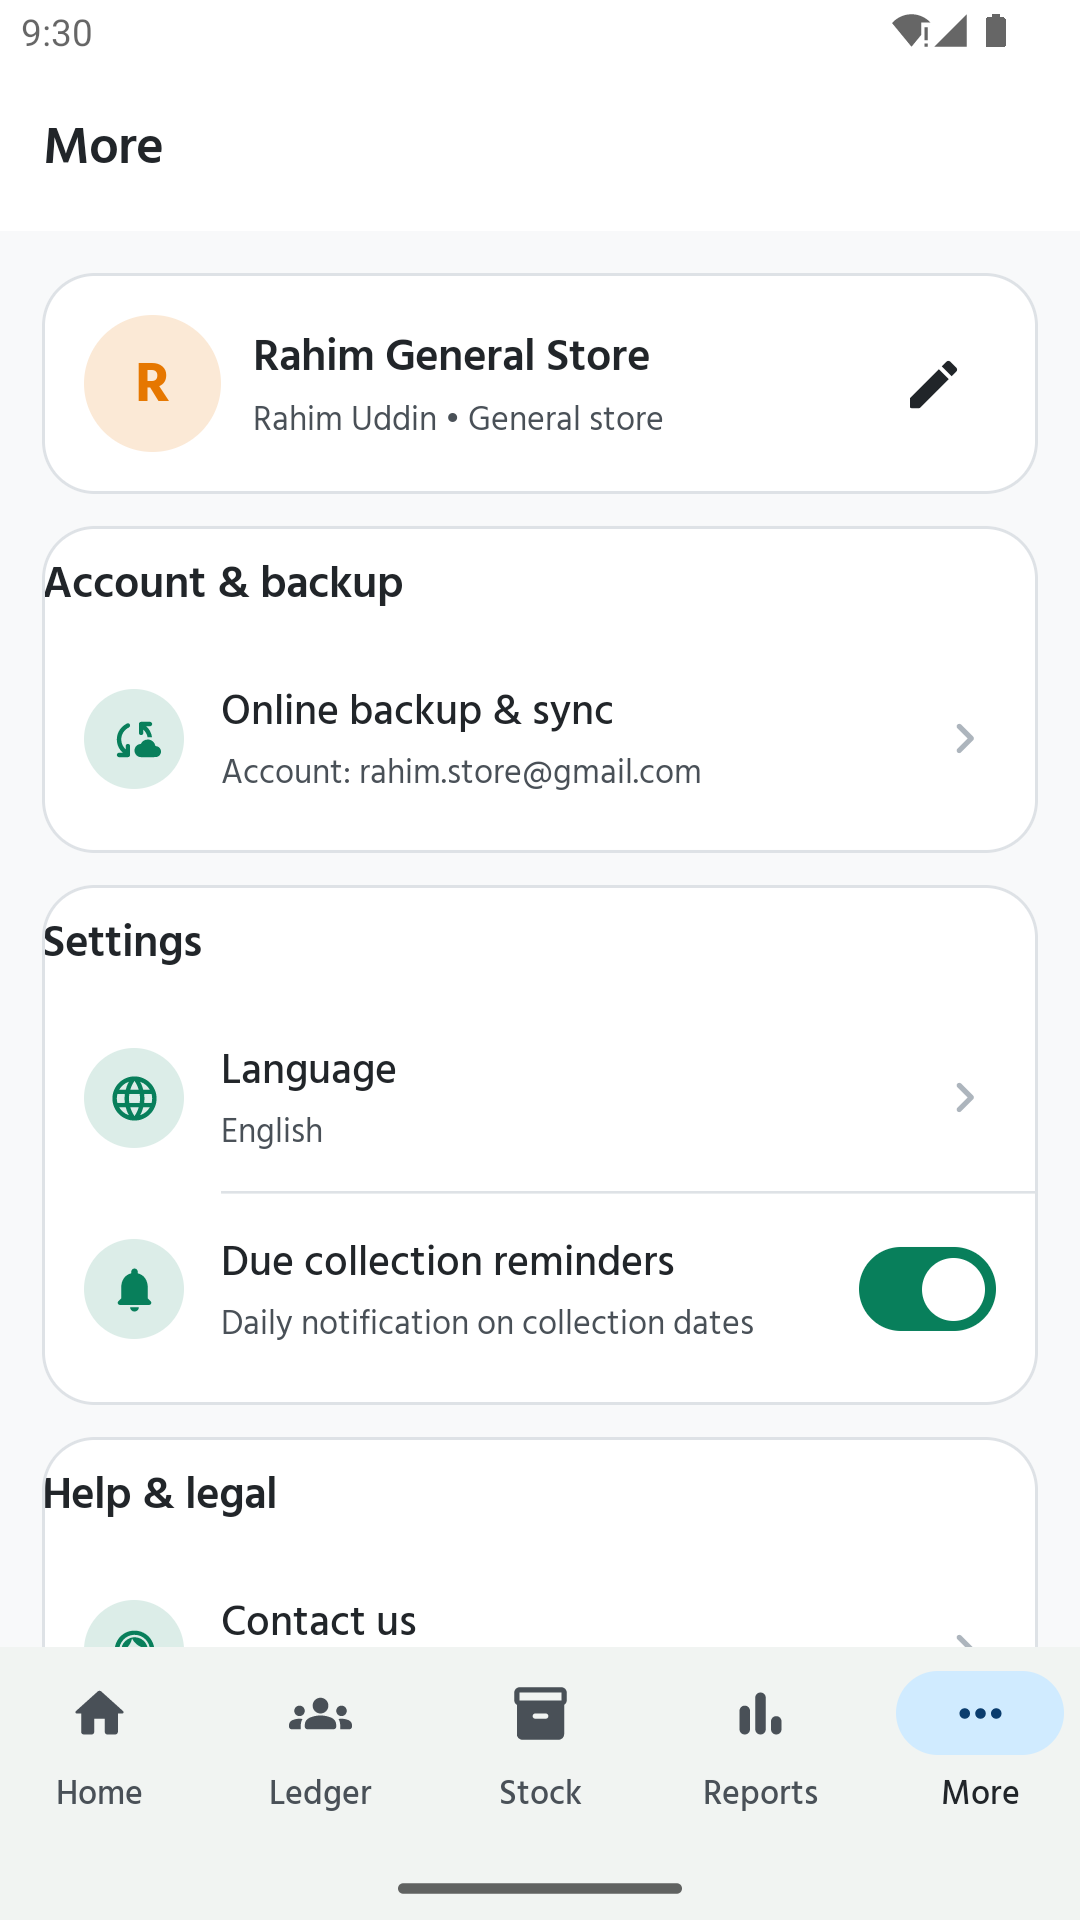 9:30
More
R
Rahim General Store
Rahim Uddin • General store
Account & backup
Online backup & sync
Account: rahim.store@gmail.com
Settings
Language
English
Due collection reminders
Daily notification on collection dates
Help & legal
Contact us
Home
Ledger
Stock
Reports
More